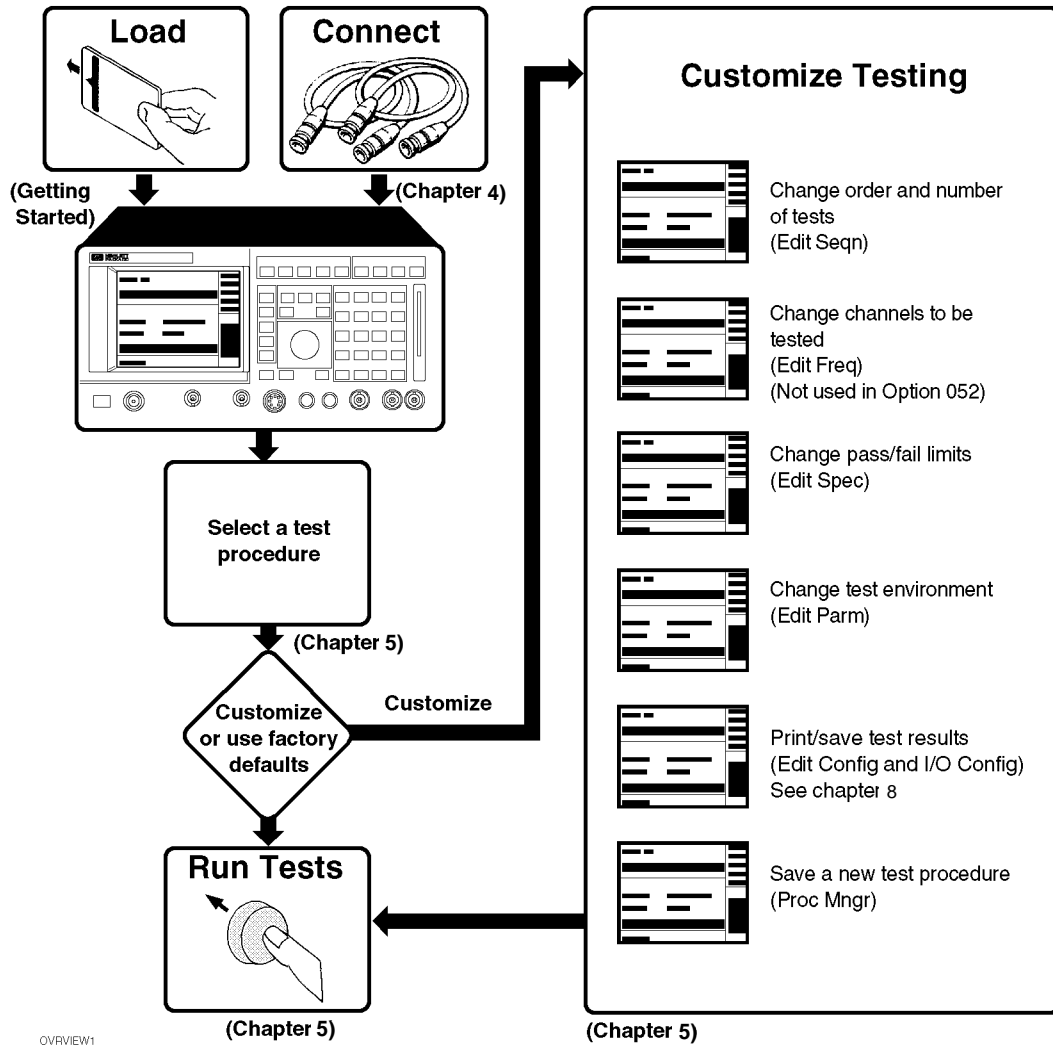 Load
Connect
(Getting
Started)
(Chapter 4)
Select a test
procedure
(Chapter 5)
Customize
or use factory
defaults
Customize
Run Tests
(Chapter 5)
Customize Testing
Change order and number
of tests
(Edit Seqn)
Change channels to be
tested
(Edit Freq)
(Not used in Option 052)
Change pass/fail limits
(Edit Spec)
Change test environment
(Edit Parm)
Print/save test results
(Edit Config and I/O Config)
See chapter 8
Save a new test procedure
(Proc Mngr)
(Chapter 5)
OVRVIEW1